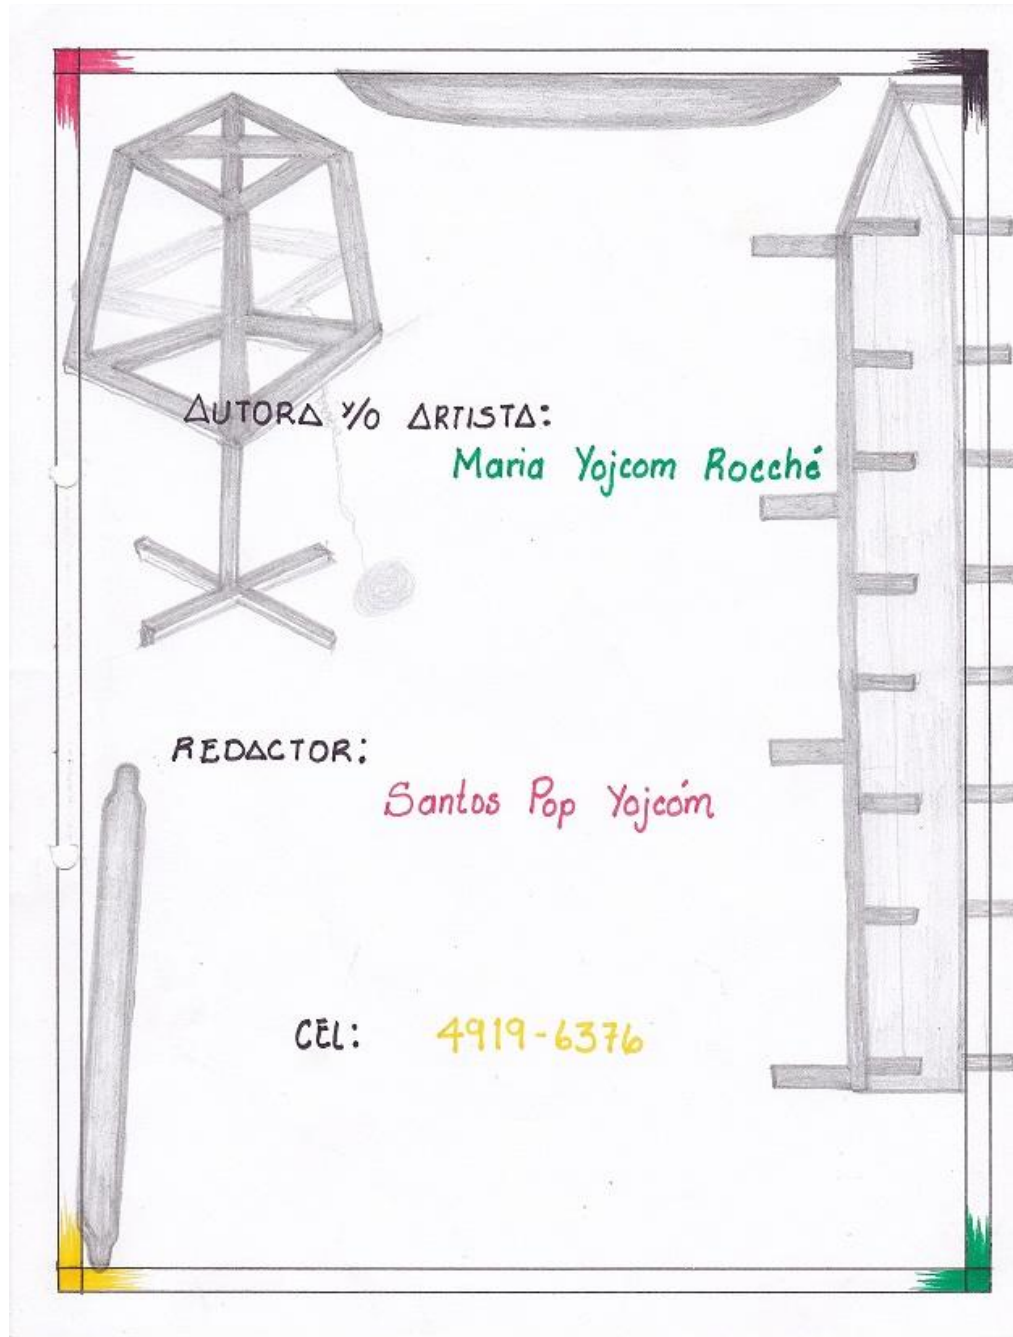 AUTORA Y/O ARTISTA:
Maria Yojcom Rocché
REDACTOR:
Santos Pop Yojcóm
CEL: 4919-6376